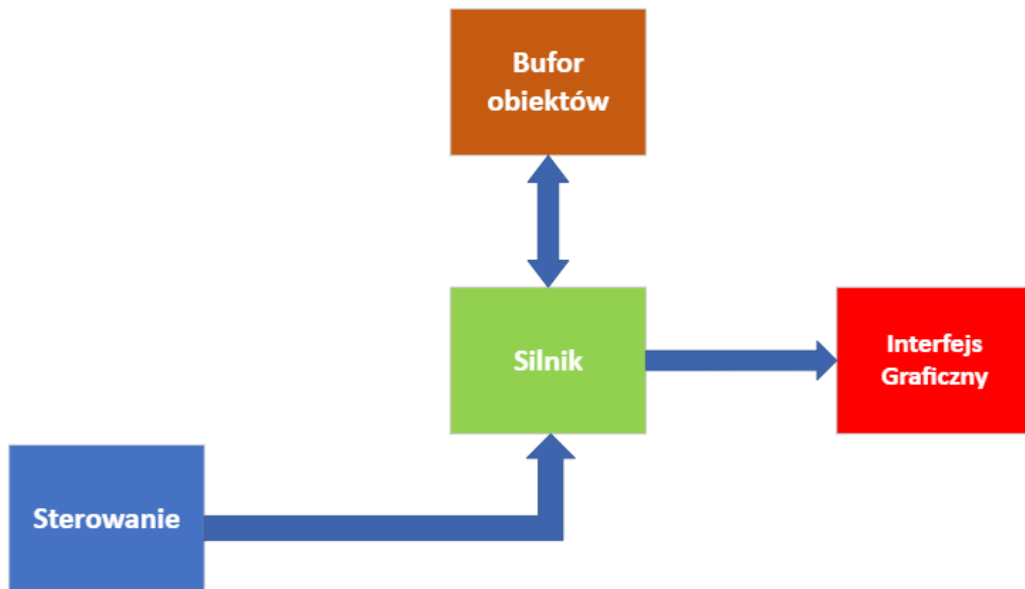 Bufor
obiektów
Silnik
Interfejs
Graficzny
Sterowanie